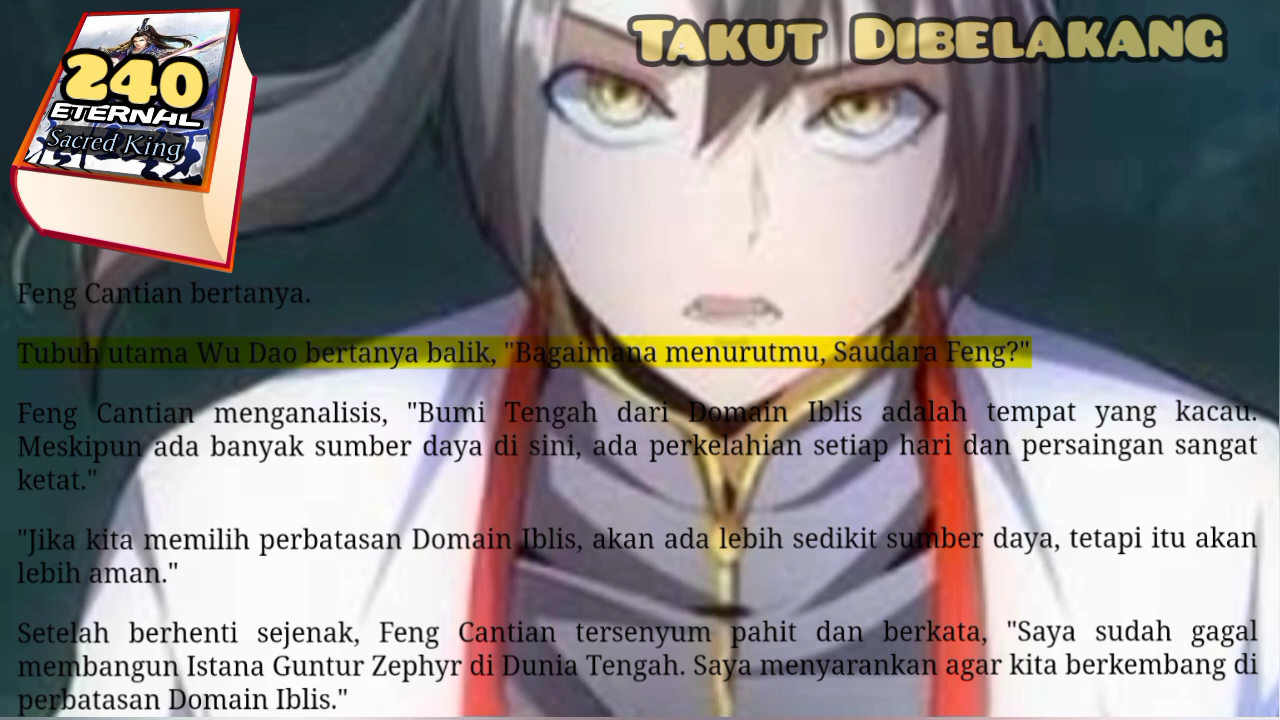 TAKUT DIBELAKANG
240
ETERNAL
Sacred King
Feng Cantian bertanya.
Tubuh utama Wu Dao bertanya balik, "Bagaimana menurutmu, Saudara Feng?"
Feng Cantian menganalisis, "Bumi Tengah dari Domain Iblis adalah tempat yang kacau.
Meskipun ada banyak sumber daya di sini, ada perkelahian setiap hari dan persaingan sangat
ketat."
"Jika kita memilih perbatasan Domain Iblis, akan ada lebih sedikit sumber daya, tetapi itu akan
lebih aman."
Setelah berhenti sejenak, Feng Cantian tersenyum pahit dan berkata, "Saya sudah gagal
membangun Istana Guntur Zephyr di Dunia Tengah. Saya menyarankan agar kita berkembang di
perbatasan Domain Iblis."